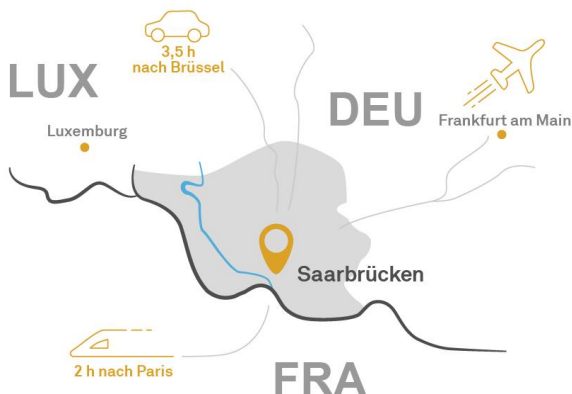 3,5 h
nach Brüssel
LUX
DEU
Luxemburg
Frankfurt am Main
Saarbrücken
2 h nach Paris
FRA